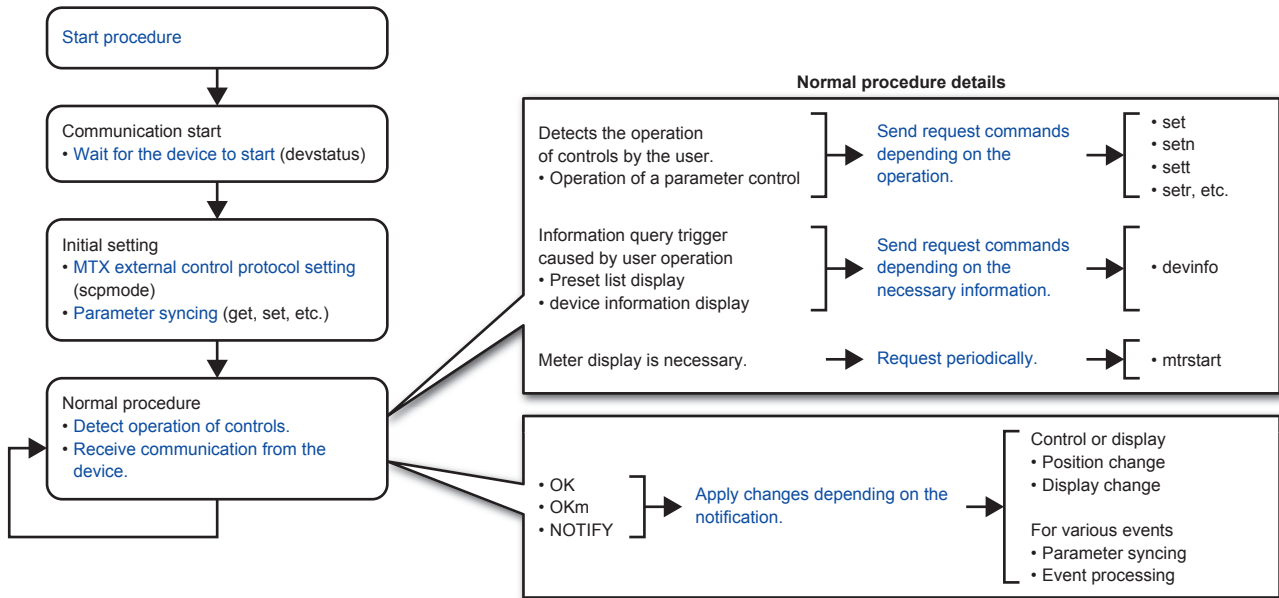 Start procedure
Communication start
• Wait for the device to start (devstatus)
Initial setting
• MTX external control protocol setting
(scpmode)
• Parameter syncing (get, set, etc.)
Normal procedure
• Detect operation of controls.
• Receive communication from the
device.
Normal procedure details
Detects the operation
of controls by the user.
• Operation of a parameter control
Send request commands
depending on the
operation.
• set
• setn
• sett
• setr, etc.
Information query trigger
caused by user operation
• Preset list display
• device information display
Send request commands
depending on the
necessary information.
• devinfo
Meter display is necessary.
Request periodically.
• mtrstart
• OK
• OKm
• NOTIFY
Apply changes depending on the
notification.
Control or display
• Position change
• Display change
For various events
• Parameter syncing
• Event processing